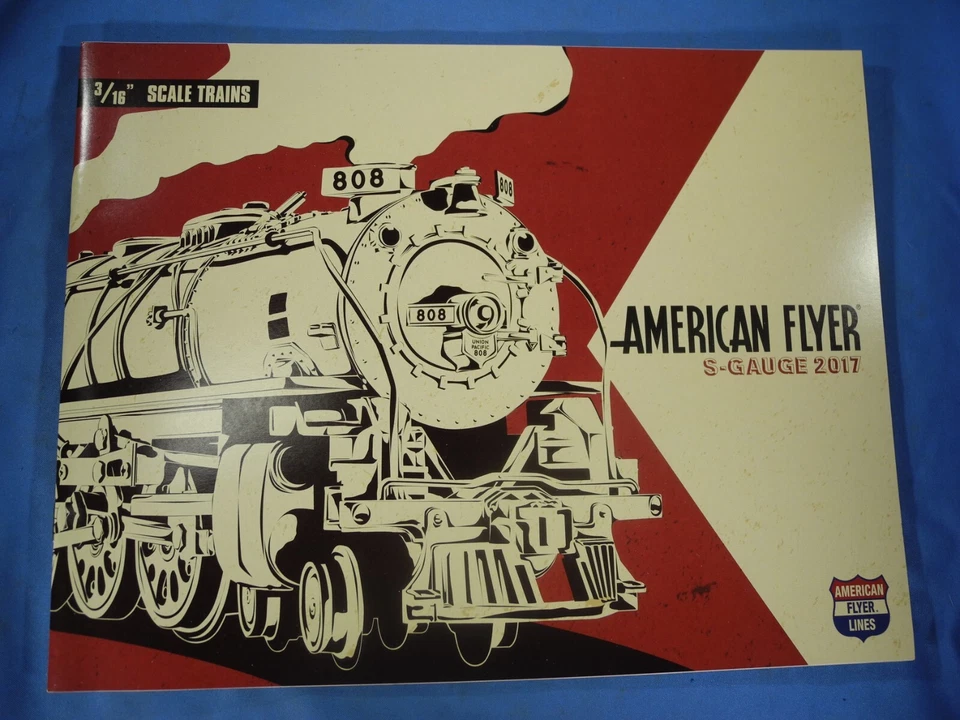 3/16" SCALE TRAINS
808
808
808
UNION
PACIFIC
808
AMERICAN FLYER®
S-GAUGE 2017
AMERICAN
FLYER
LINES